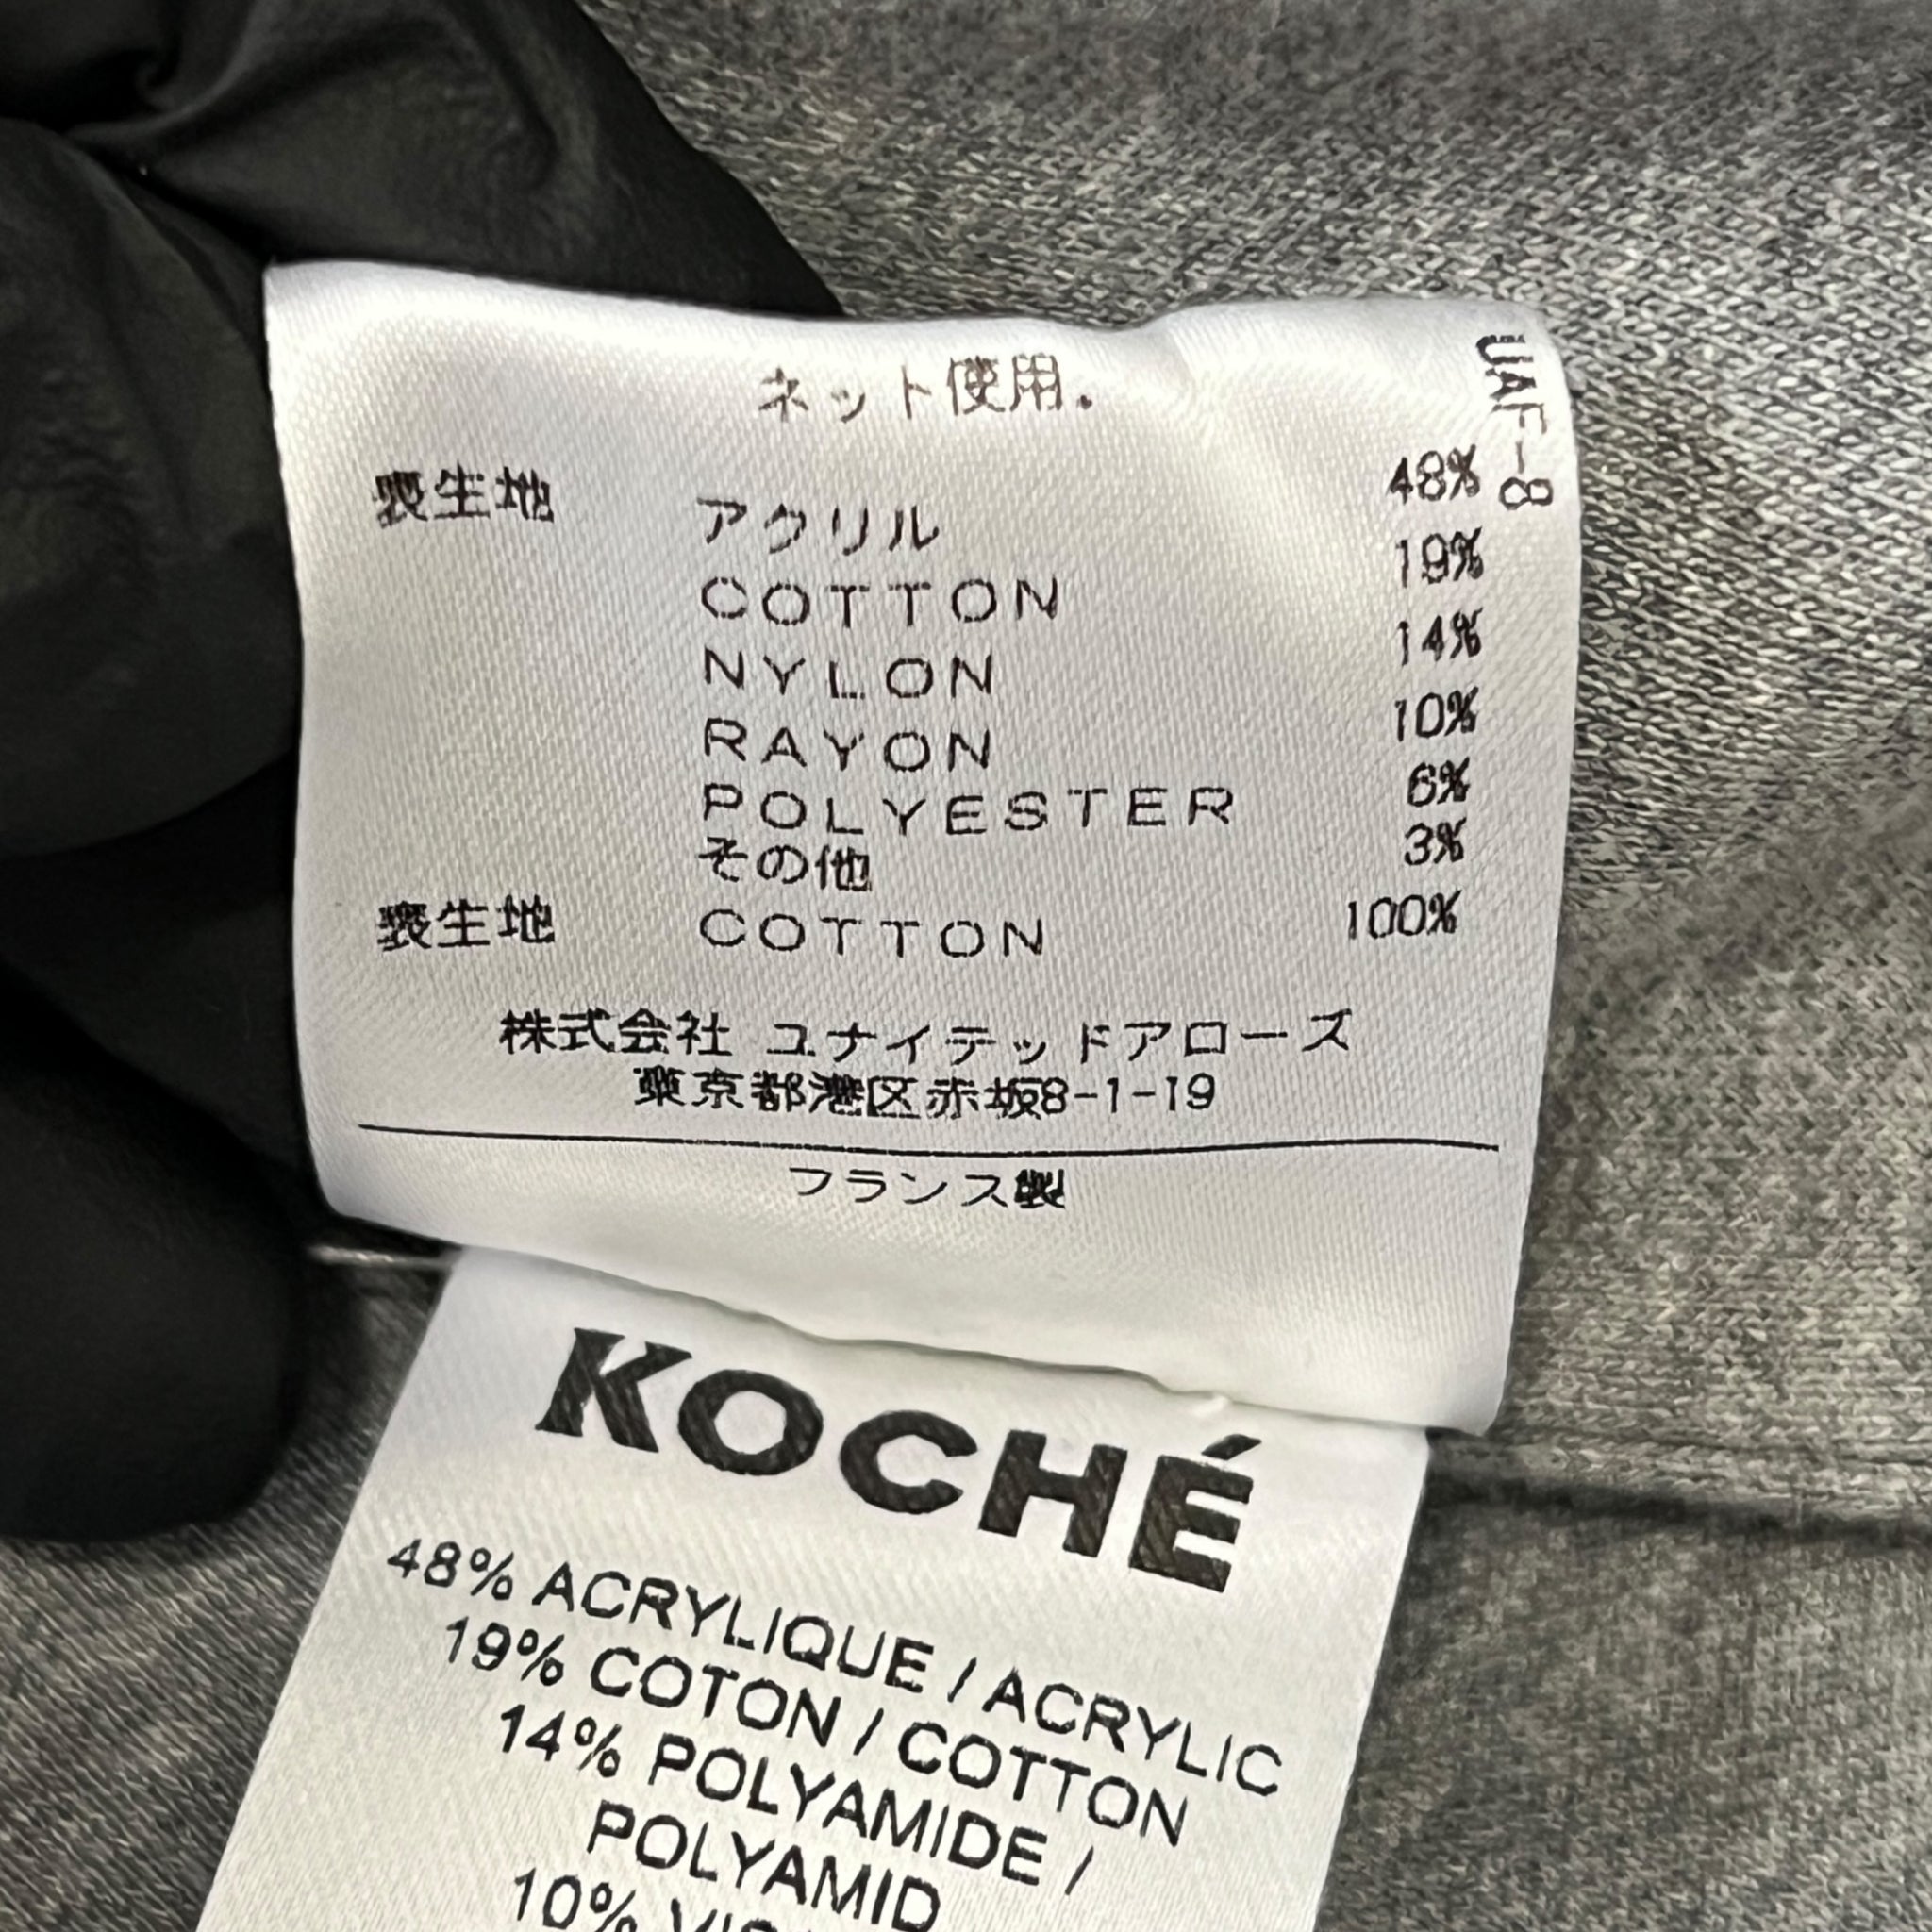 ネット使用.
UAF-8
表生地 アクリル 48%
COTTON 19%
NYLON 14%
RAYON 10%
POLYESTER 6%
その他 3%
裏生地 COTTON 100%
株式会社 ユナイテッドアローズ
東京都港区赤坂8-1-19
フランス製
KOCHÉ
48% ACRYLIQUE / ACRYLIC
19% COTON / COTTON
14% POLYAMIDE /
POLYAMID
10%